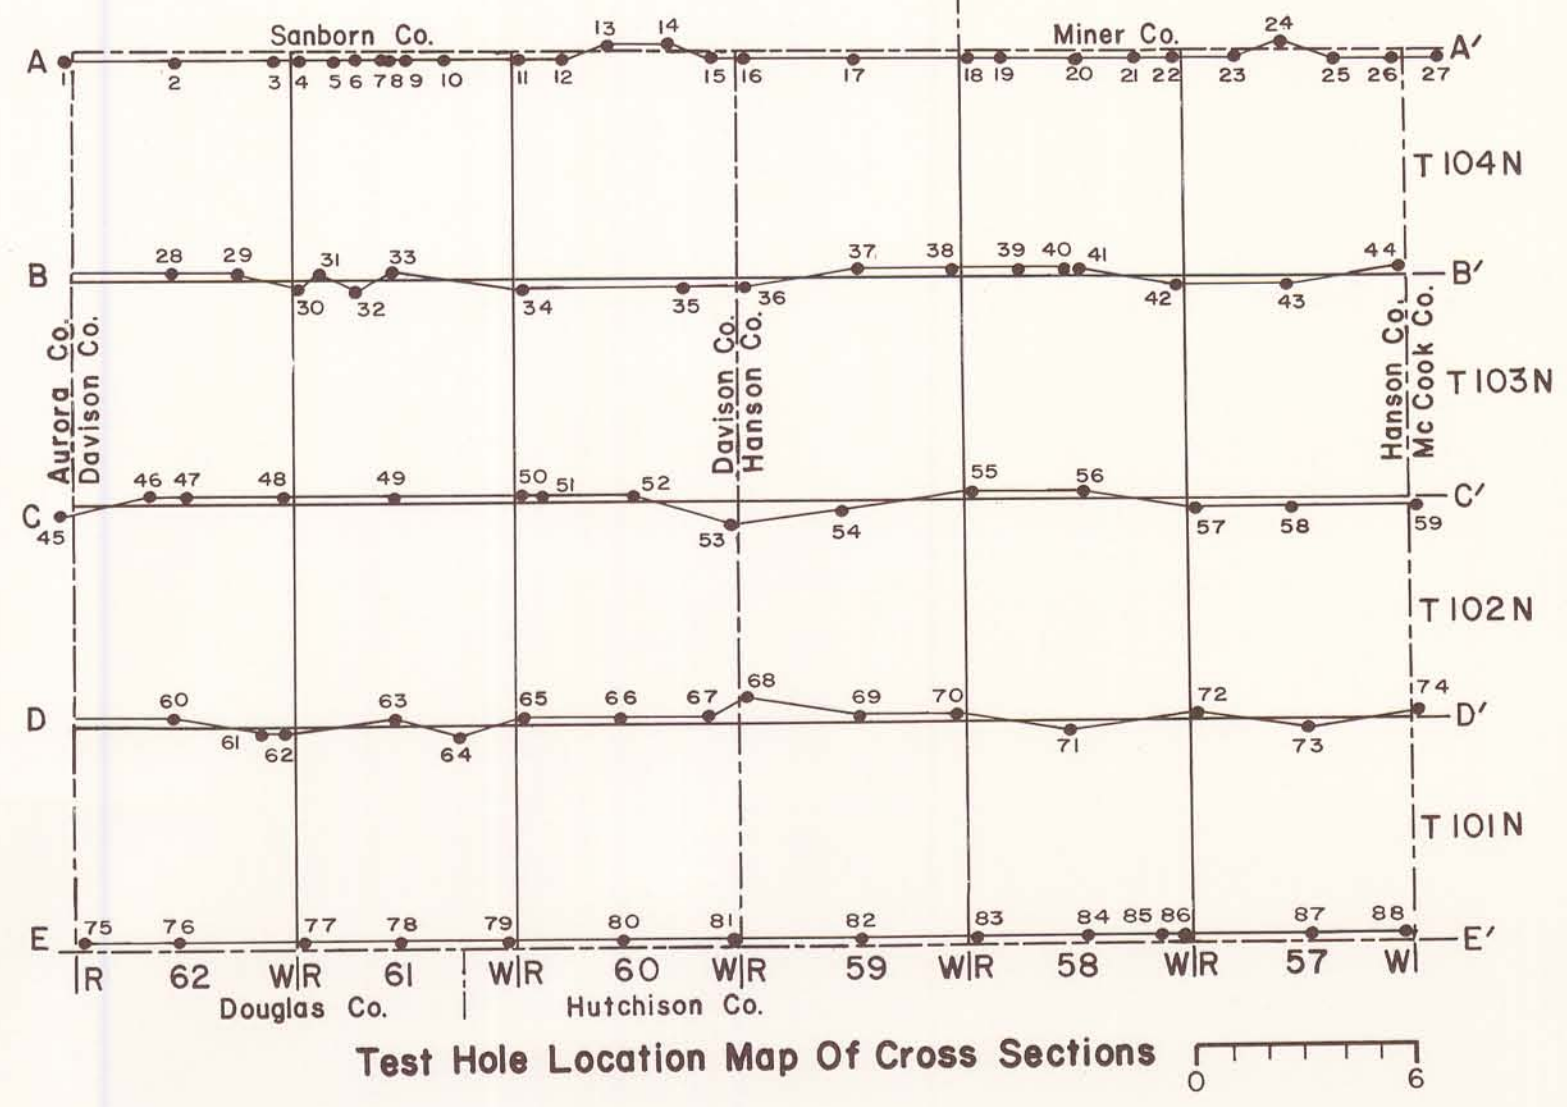 Sanborn Co. Miner Co.
13 14 24
A A′
1 2 3 4 5 6 7 8 9 10 11 12 15 16 17 18 19 20 21 22 23 25 26 27
T 104 N
28 29 31 33 37 38 39 40 41 44
B B′
30 32 34 35 36 42 43
Aurora Co.
Davison Co.
Davison Co.
Hanson Co.
Hanson Co.
Mc Cook Co.
T 103 N
46 47 48 49 50 51 52 55 56
C C′
45 53 54 57 58 59
T 102 N
60 63 65 66 67 68 69 70 72 74
D D′
61 62 64 71 73
T 101 N
75 76 77 78 79 80 81 82 83 84 85 86 87 88
E E′
R 62 W R 61 W R 60 W R 59 W R 58 W R 57 W
Douglas Co. Hutchison Co.
Test Hole Location Map Of Cross Sections
0 6